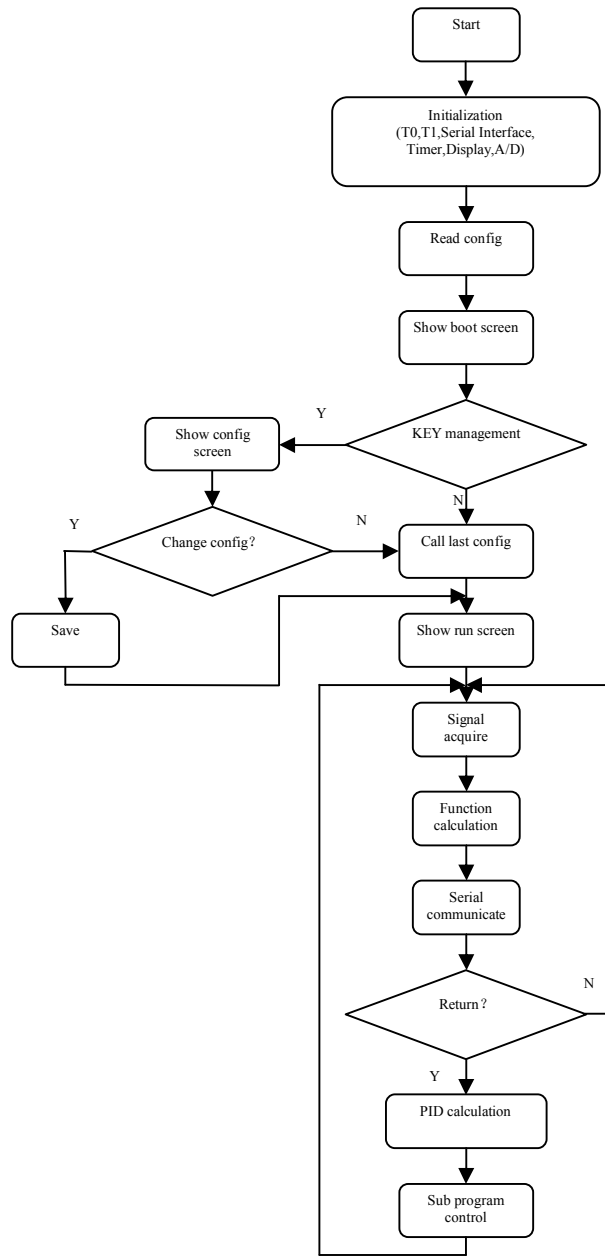 Start
Initialization
(T0,T1,Serial Interface,
Timer,Display,A/D)
Read config
Show boot screen
KEY management
Y
Show config
screen
N
Y
Change config?
N
Call last config
Save
Show run screen
Signal
acquire
Function
calculation
Serial
communicate
Return?
N
Y
PID calculation
Sub program
control